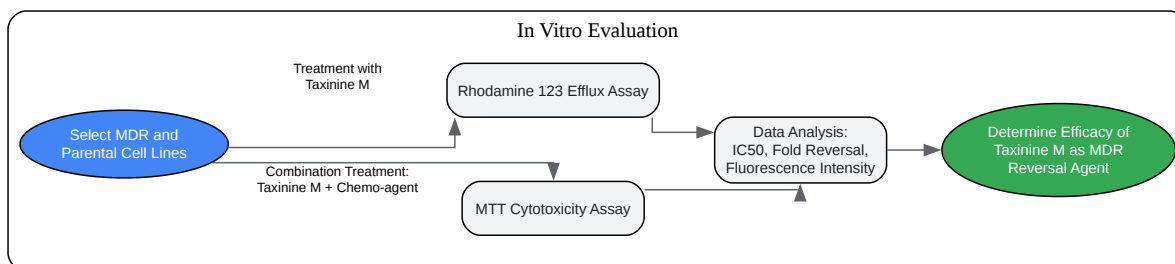 In Vitro Evaluation
Treatment with
Taxinine M
Rhodamine 123 Efflux Assay
Select MDR and
Parental Cell Lines
Combination Treatment:
Taxinine M + Chemo-agent
MTT Cytotoxicity Assay
Data Analysis:
IC50, Fold Reversal,
Fluorescence Intensity
Determine Efficacy of
Taxinine M as MDR
Reversal Agent